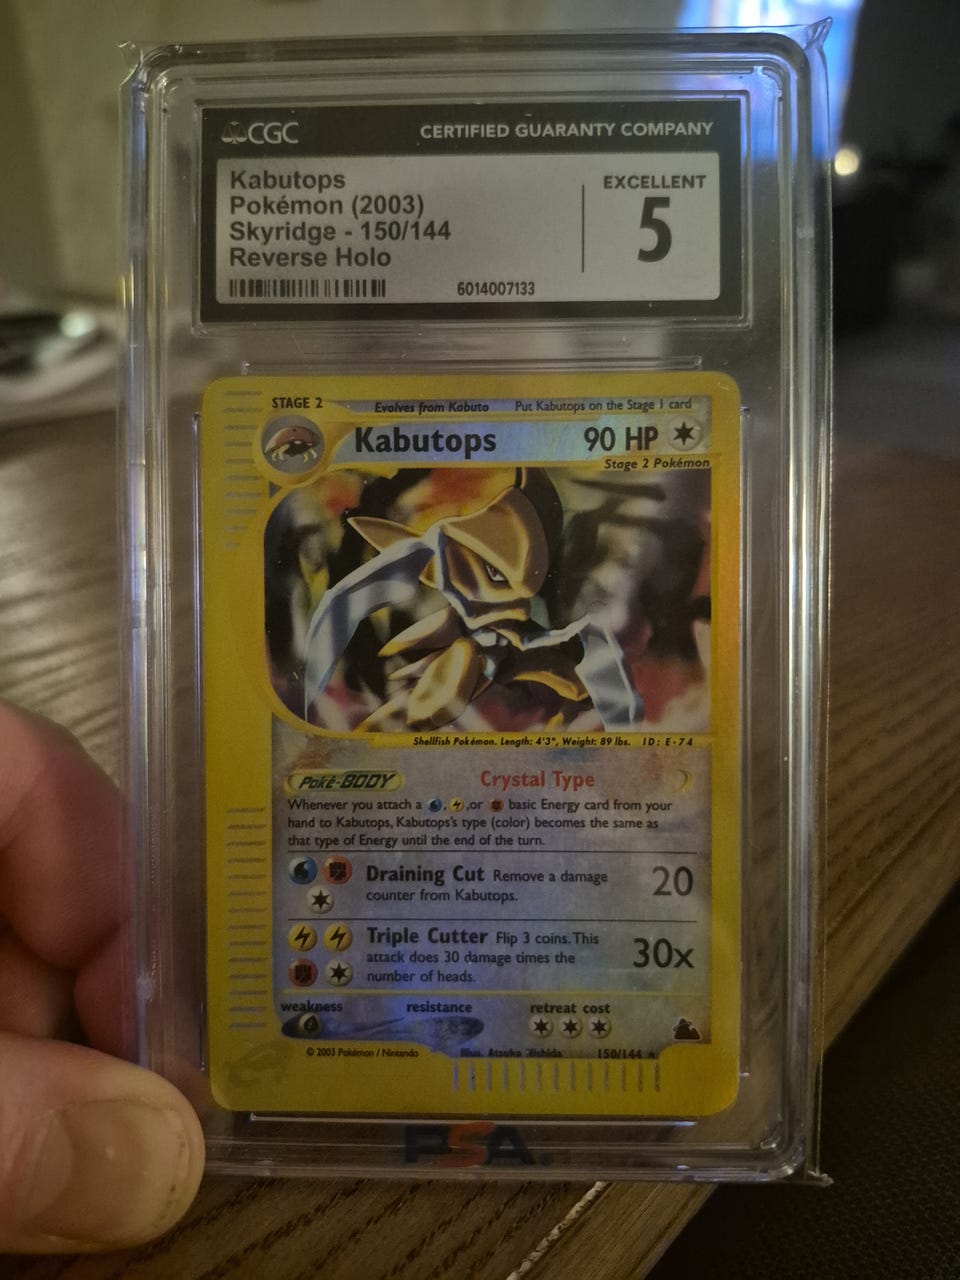 CGC CERTIFIED GUARANTY COMPANY
Kabutops
Pokémon (2003)
Skyridge - 150/144
Reverse Holo
EXCELLENT
5
6014007133
STAGE 2 Evolves from Kabuto Put Kabutops on the Stage 1 card
Kabutops 90 HP
Stage 2 Pokémon
Shellfish Pokémon. Length: 4'3", Weight: 89 lbs. ID: E-74
Poké-BODY Crystal Type
Whenever you attach a , ,or basic Energy card from your
hand to Kabutops, Kabutops's type (color) becomes the same as
that type of Energy until the end of the turn.
Draining Cut Remove a damage 20
counter from Kabutops.
Triple Cutter Flip 3 coins. This
attack does 30 damage times the 30x
number of heads.
weakness resistance retreat cost
© 2003 Pokémon / Nintendo Illus. Atsuko Nishida 150/144 ★
PSA